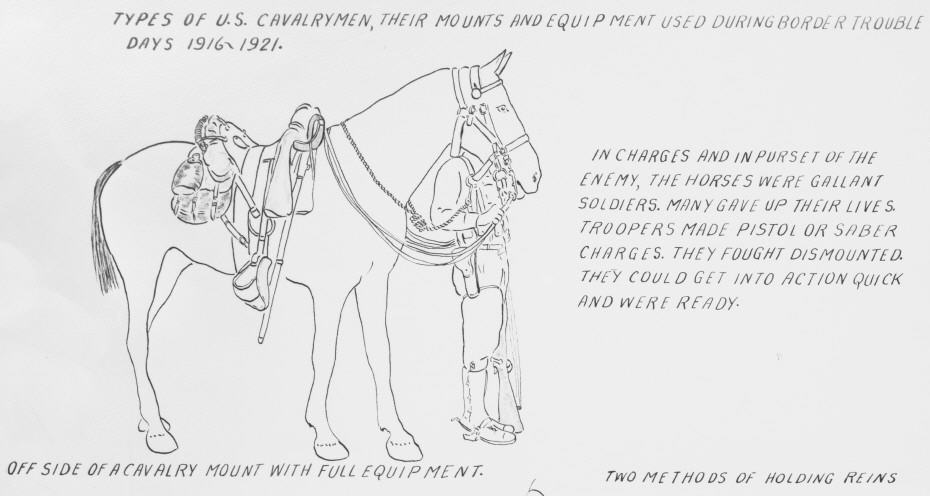 TYPES OF U.S. CAVALRYMEN, THEIR MOUNTS AND EQUIPMENT USED DURING BORDER TROUBLE
DAYS 1916-1921.
IN CHARGES AND IN PURSET OF THE
ENEMY, THE HORSES WERE GALLANT
SOLDIERS. MANY GAVE UP THEIR LIVES.
TROOPERS MADE PISTOL OR SABER
CHARGES. THEY FOUGHT DISMOUNTED.
THEY COULD GET INTO ACTION QUICK
AND WERE READY.
OFF SIDE OF A CAVALRY MOUNT WITH FULL EQUIPMENT.
TWO METHODS OF HOLDING REINS